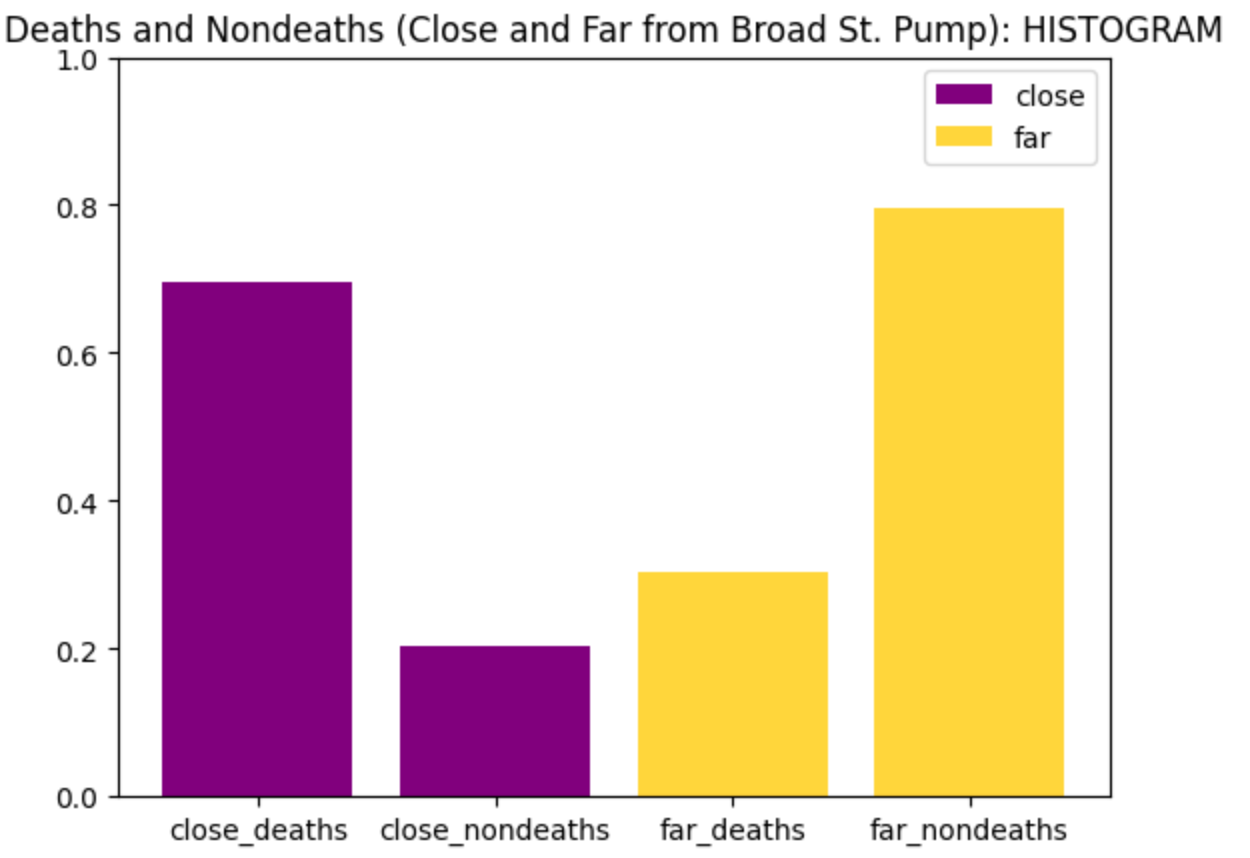 Deaths and Nondeaths (Close and Far from Broad St. Pump): HISTOGRAM
1.0
close
far
0.8
0.6
0.4
0.2
0.0
close_deaths close_nondeaths far_deaths far_nondeaths